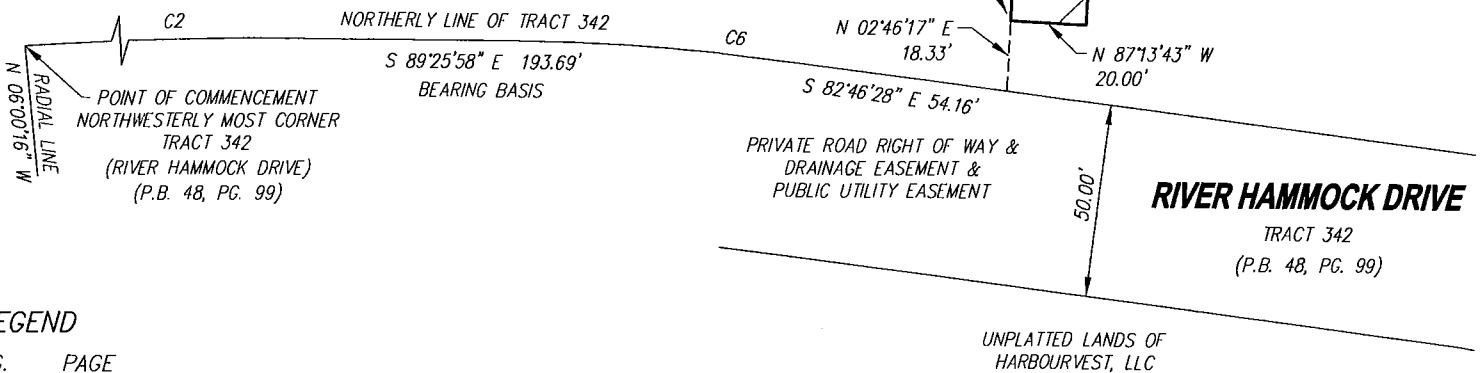 C2
NORTHERLY LINE OF TRACT 342
C6
N 02°46'17" E
18.33'
N 87°13'43" W
20.00'
S 89°25'58" E 193.69'
BEARING BASIS
S 82°46'28" E 54.16'
RADIAL LINE
N 06°00'16" W
POINT OF COMMENCEMENT
NORTHWESTERLY MOST CORNER
TRACT 342
(RIVER HAMMOCK DRIVE)
(P.B. 48, PG. 99)
PRIVATE ROAD RIGHT OF WAY &
DRAINAGE EASEMENT &
PUBLIC UTILITY EASEMENT
50.00'
RIVER HAMMOCK DRIVE
TRACT 342
(P.B. 48, PG. 99)
EGEND
G. PAGE
UNPLATTED LANDS OF
HARBOURVEST, LLC